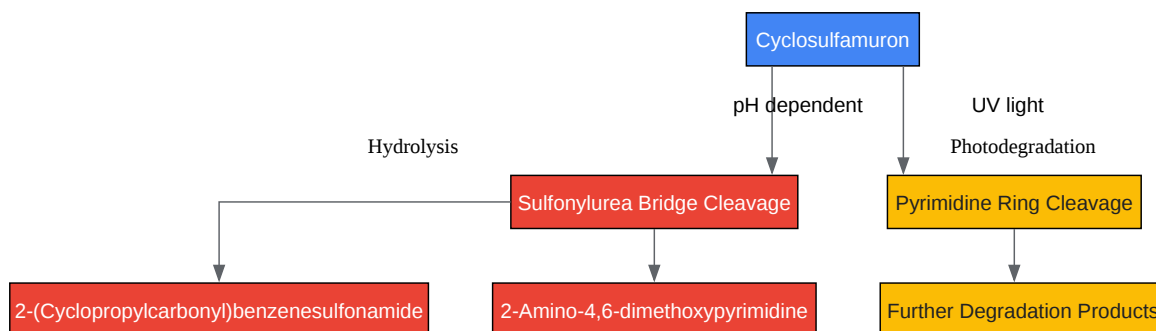 Cyclosulfamuron
pH dependent
UV light
Hydrolysis
Photodegradation
Sulfonylurea Bridge Cleavage
Pyrimidine Ring Cleavage
2-(Cyclopropylcarbonyl)benzenesulfonamide
2-Amino-4,6-dimethoxypyrimidine
Further Degradation Products